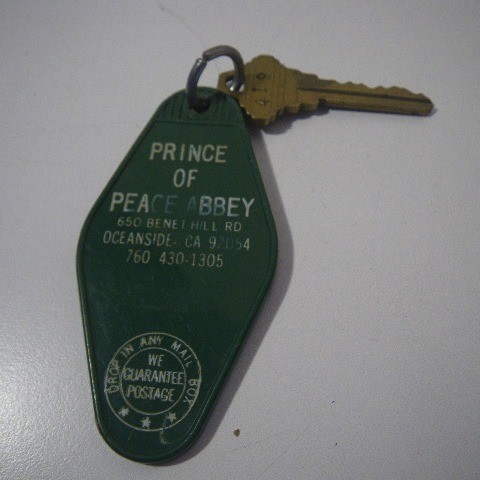 PRINCE
OF
PEACE ABBEY
650 BENET HILL RD
OCEANSIDE, CA 92054
760 430-1305
DROP IN ANY MAIL BOX
WE
GUARANTEE
POSTAGE